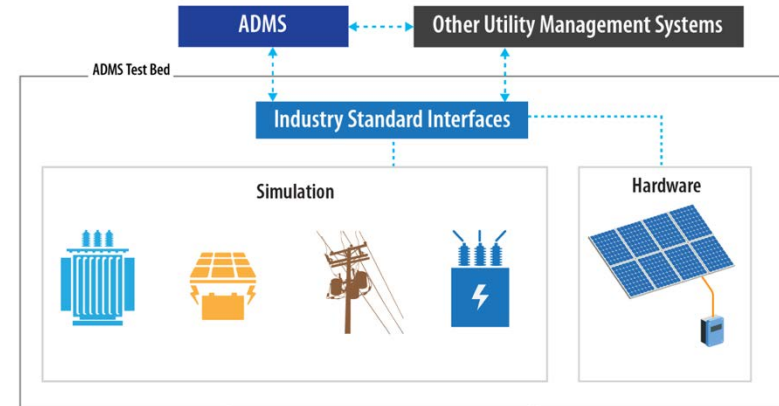 ADMS
Other Utility Management Systems
ADMS Test Bed
Industry Standard Interfaces
Simulation
Hardware